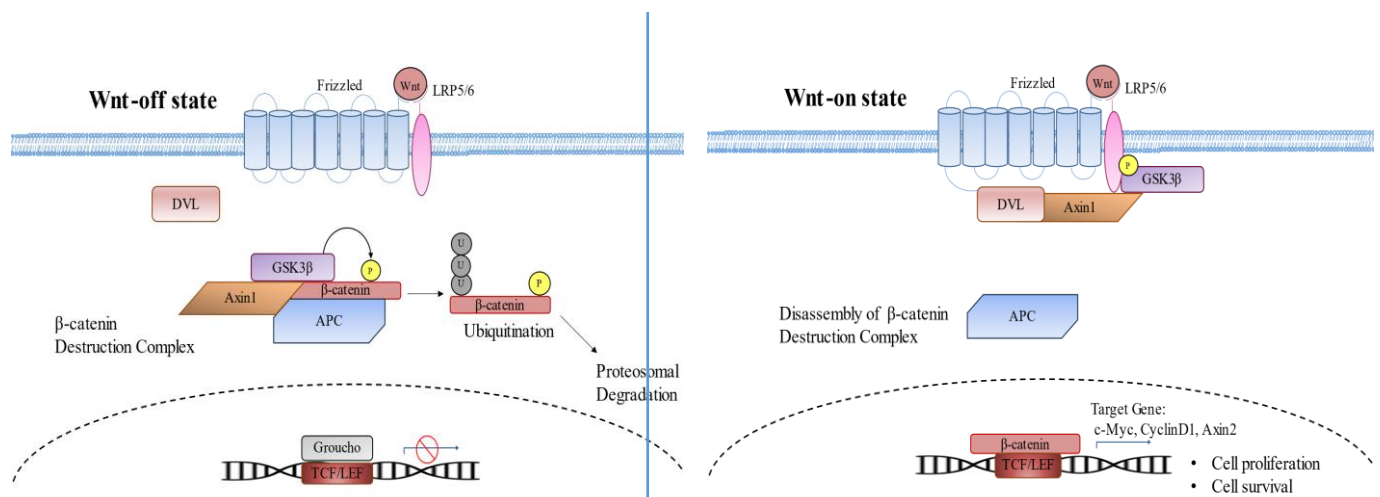 Wnt-off state
Frizzled
Wnt
LRP5/6
DVL
GSK3β
P
Axin1
β-catenin
APC
β-catenin
Destruction Complex
U
U
U
P
β-catenin
Ubiquitination
Proteosomal
Degradation
Groucho
TCF/LEF
Wnt-on state
Frizzled
Wnt
LRP5/6
P
GSK3β
DVL
Axin1
Disassembly of β-catenin
Destruction Complex
APC
Target Gene:
c-Myc, CyclinD1, Axin2
β-catenin
TCF/LEF
• Cell proliferation
• Cell survival